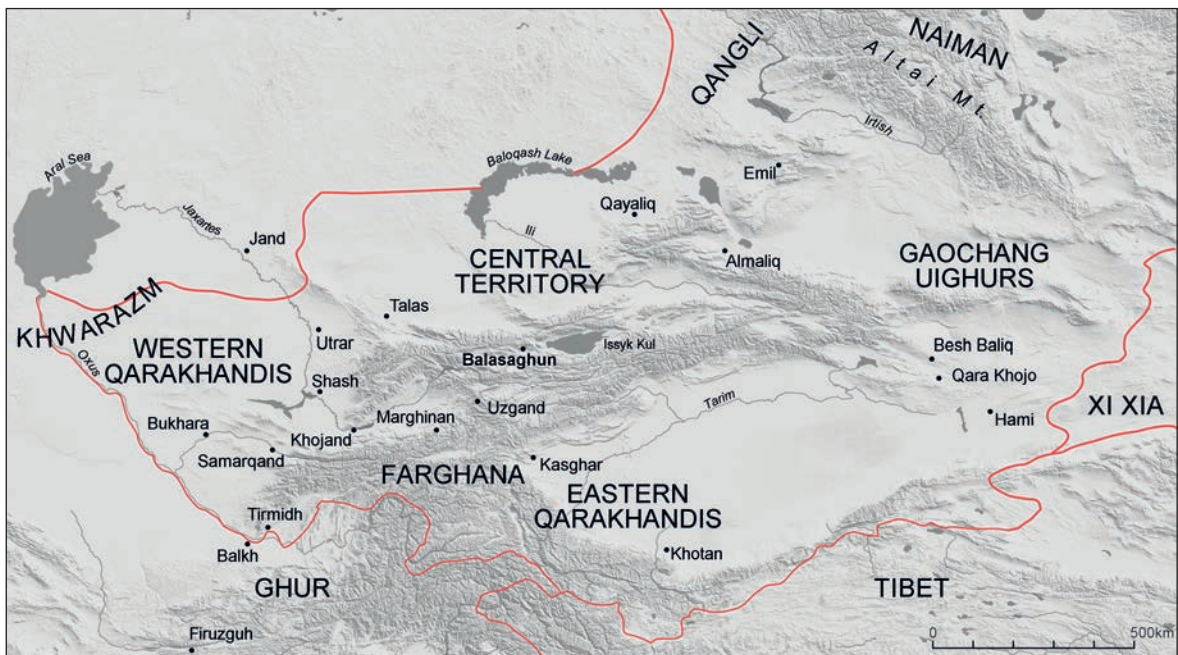 NAIMAN
QANGLI
Altai Mt.
Irtish
Aral Sea
Baloqash Lake
Emil
Jaxartes
Qayaliq
Ili
Jand
CENTRAL
TERRITORY
Almaliq
GAOCHANG
UIGHURS
KHWARAZM
Talas
WESTERN
QARAKHANDIS
Utrar
Issyk Kul
Balasaghun
Besh Baliq
Oxus
Shash
Qara Khojo
Uzgand
Tarim
XI XIA
Bukhara
Khojand
Marghinan
Hami
Samarqand
FARGHANA
Kasghar
EASTERN
QARAKHANDIS
Tirmidh
Balkh
Khotan
GHUR
TIBET
Firuzguh
0 500km